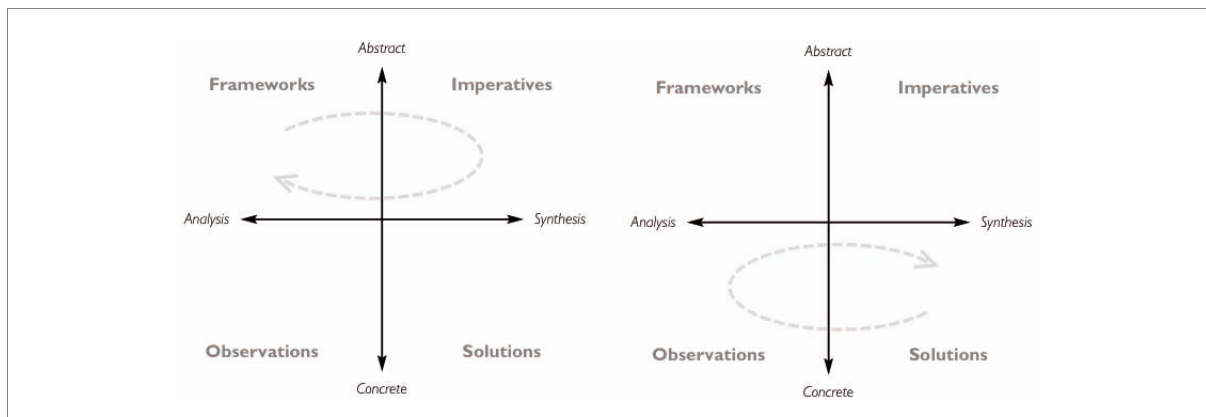 Abstract
Frameworks Imperatives
Analysis Synthesis
Observations Solutions
Concrete
Abstract
Frameworks Imperatives
Analysis Synthesis
Observations Solutions
Concrete